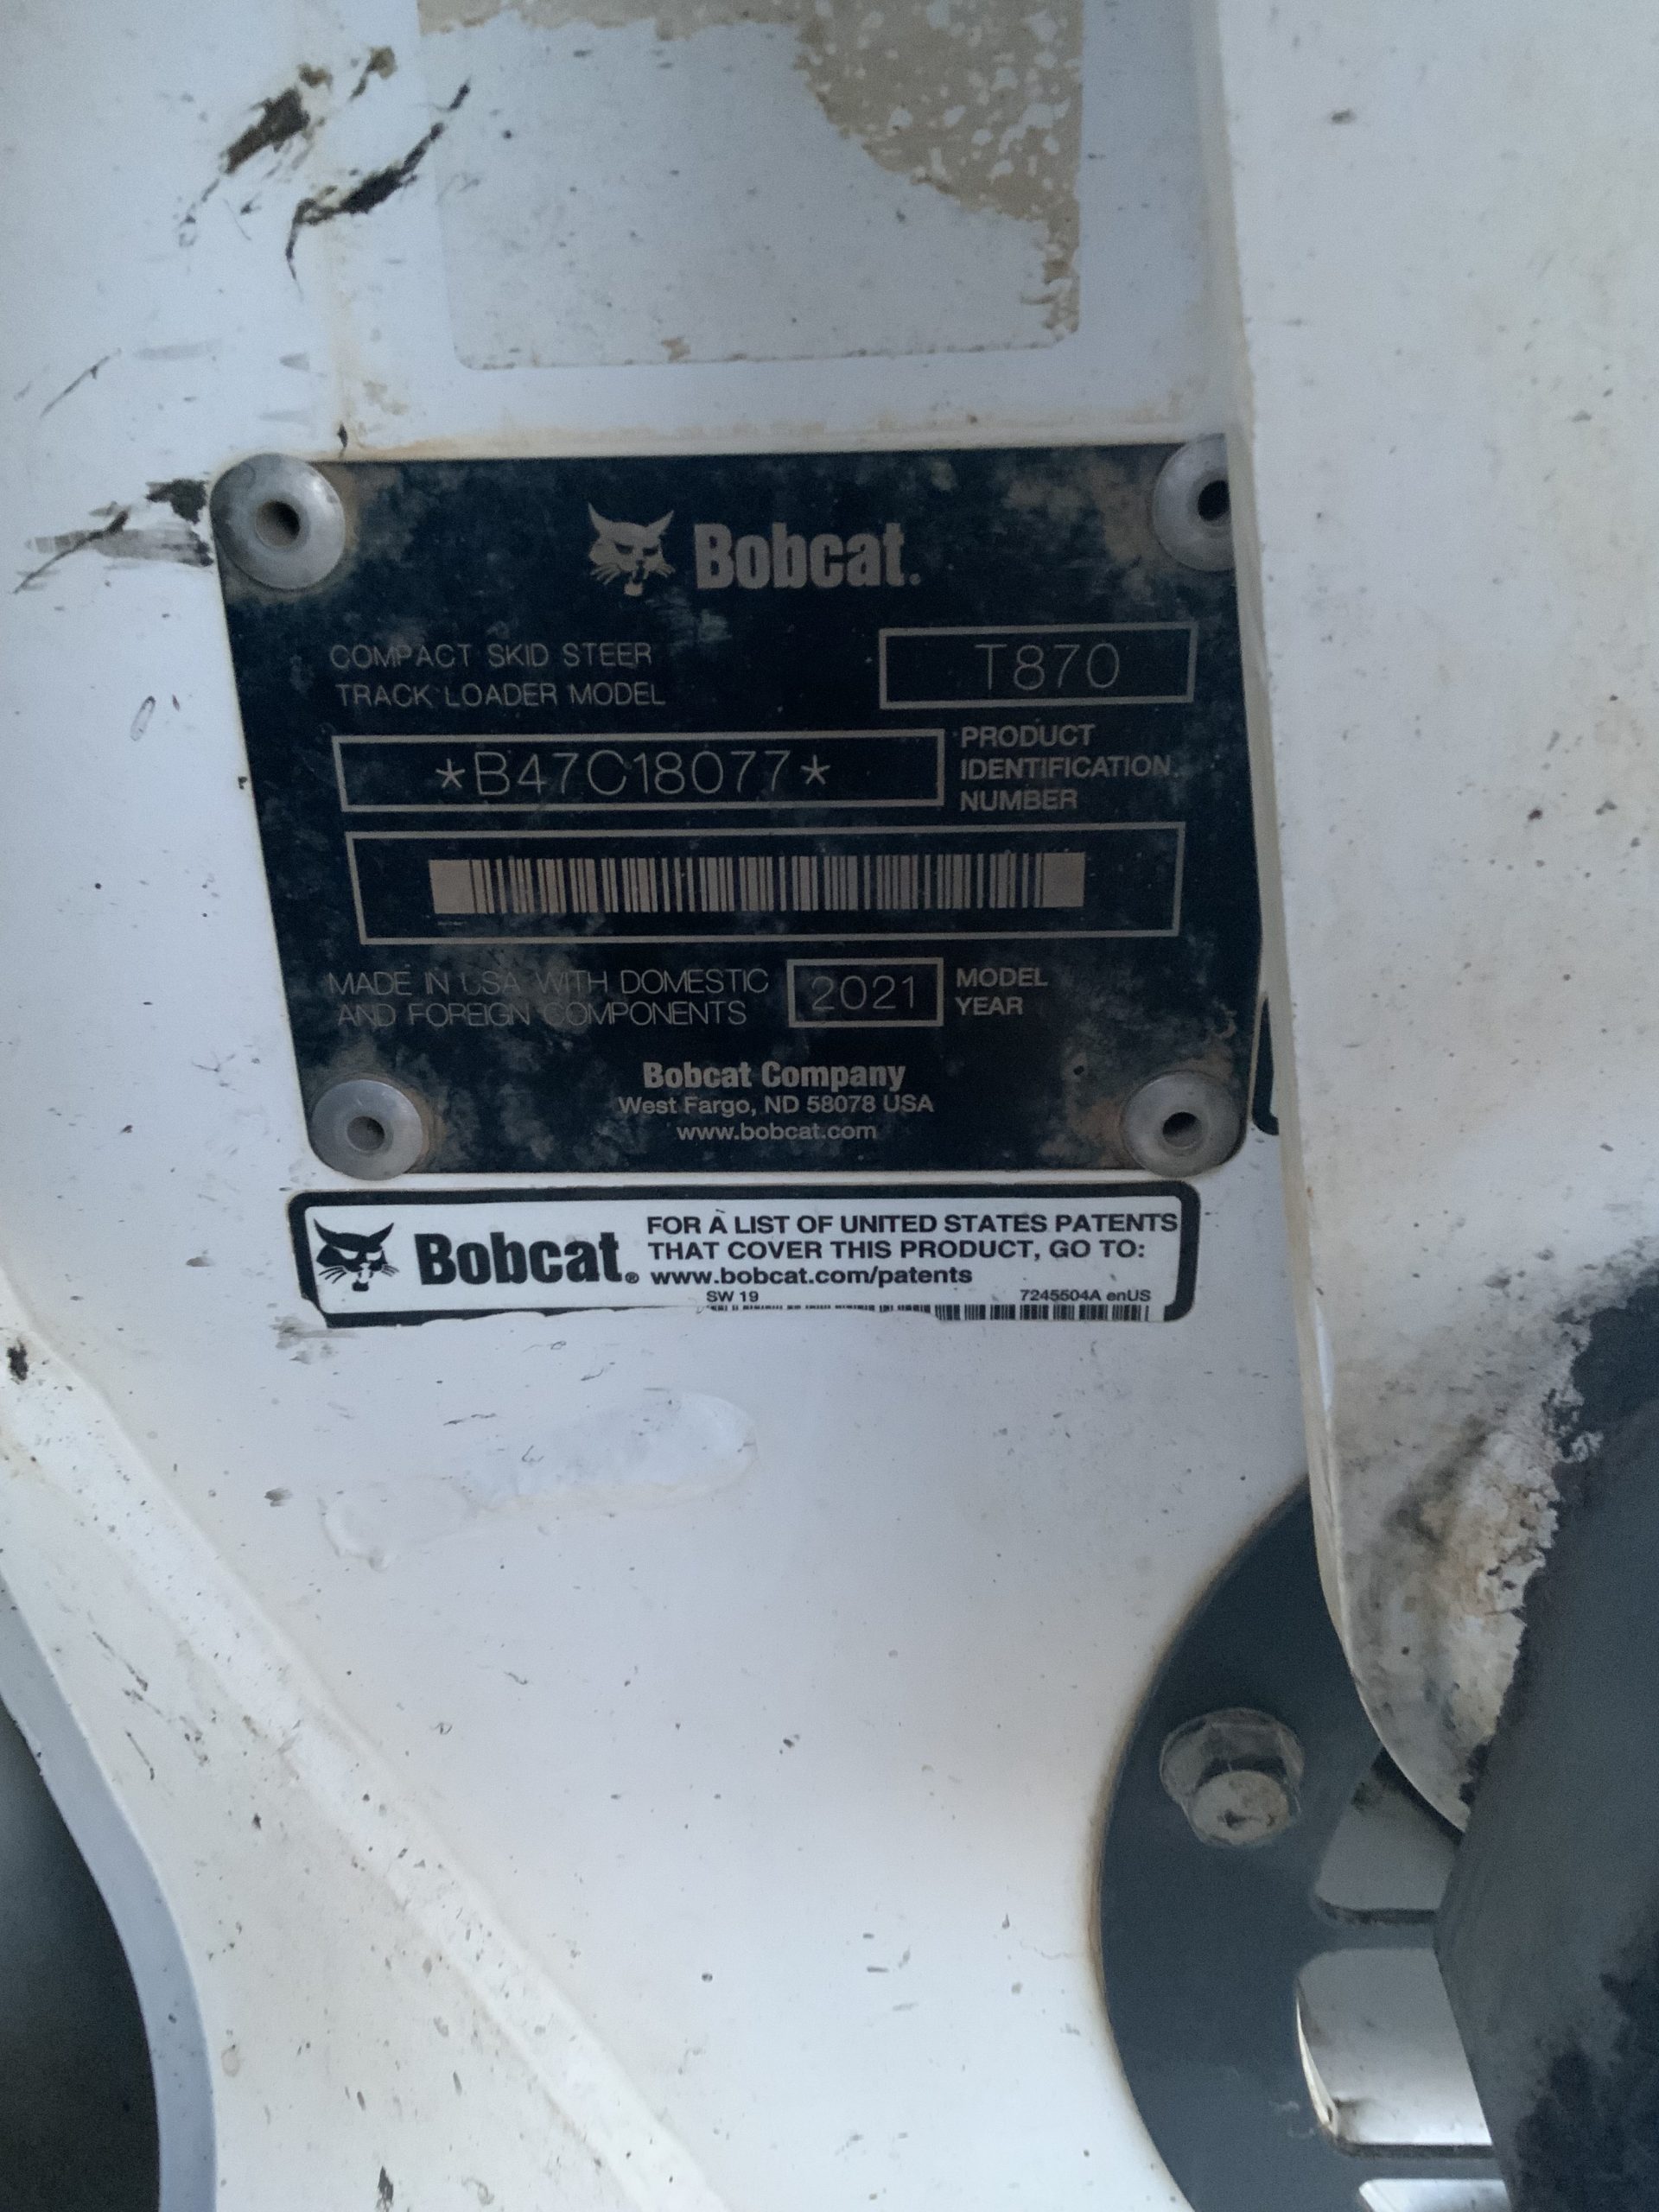 Bobcat.
COMPACT SKID STEER
TRACK LOADER MODEL
T870
*B47C18077*
PRODUCT
IDENTIFICATION
NUMBER
MADE IN USA WITH DOMESTIC
AND FOREIGN COMPONENTS
2021
MODEL
YEAR
Bobcat Company
West Fargo, ND 58078 USA
www.bobcat.com
Bobcat®
FOR A LIST OF UNITED STATES PATENTS
THAT COVER THIS PRODUCT, GO TO:
www.bobcat.com/patents
SW 19
7245504A enUS